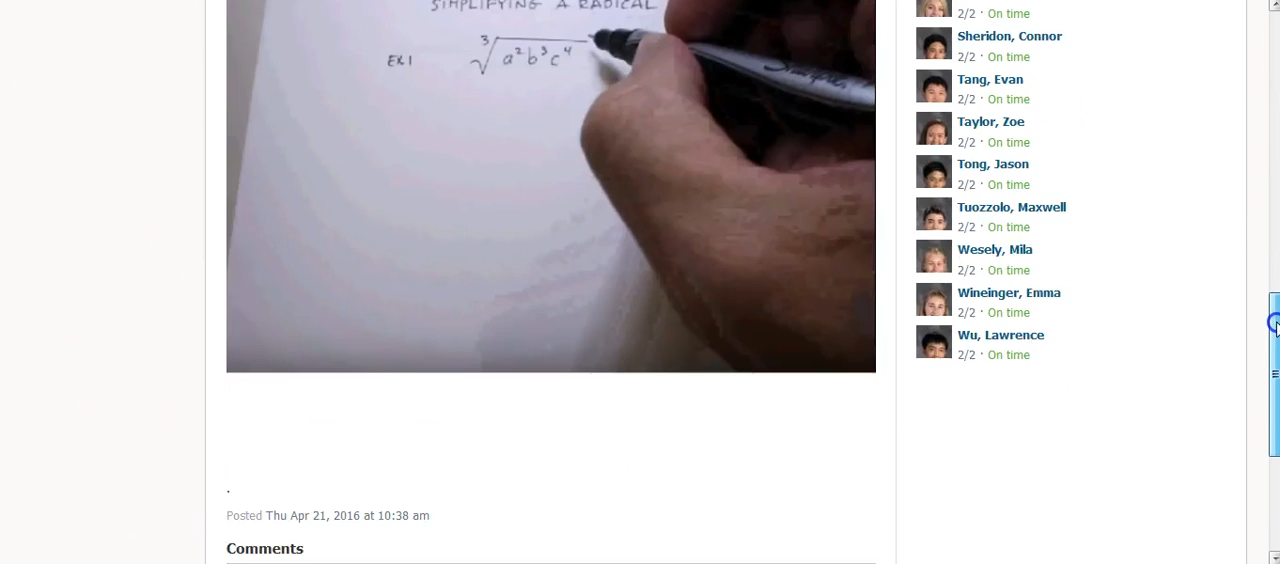 SIMPLIFYING A RADICAL
EX 1 ∛a²b³c⁴
.
Posted Thu Apr 21, 2016 at 10:38 am
Comments
2/2 · On time
Sheridon, Connor
2/2 · On time
Tang, Evan
2/2 · On time
Taylor, Zoe
2/2 · On time
Tong, Jason
2/2 · On time
Tuozzolo, Maxwell
2/2 · On time
Wesely, Mila
2/2 · On time
Wineinger, Emma
2/2 · On time
Wu, Lawrence
2/2 · On time